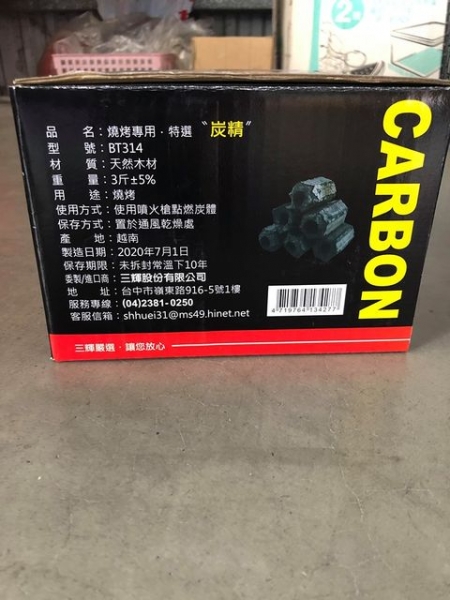 品　名：燒烤專用・特選 〝炭精〞
型　號：BT314
材　質：天然木材
重　量：3斤±5%
用　途：燒烤
使用方式：使用噴火槍點燃炭體
保存方式：置於通風乾燥處
產　地：越南
製造日期：2020年7月1日
保存期限：未拆封常溫下10年
委製/進口商：三輝股份有限公司
地　址：台中市嶺東路916-5號1樓
服務專線：(04)2381-0250
客服信箱：shhuei31@ms49.hinet.net
4719764134277
CARBON
三輝嚴選・讓您放心